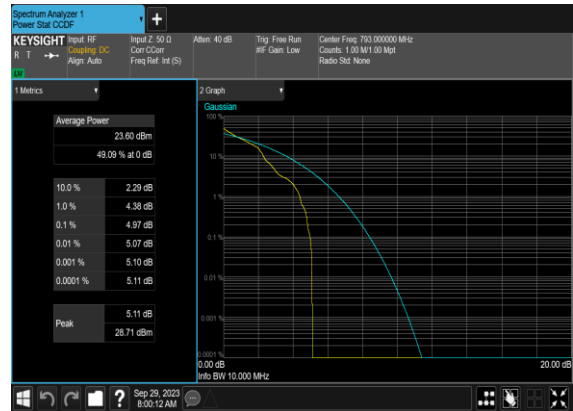 Spectrum Analyzer 1
Power Stat CCDF
KEYSIGHT
R T
LW
Input: RF
Coupling: DC
Align: Auto
Input Z: 50 Ω
Corr CCorr
Freq Ref: Int (S)
Atten: 40 dB
Trig: Free Run
#IF Gain: Low
Center Freq: 793.000000 MHz
Counts: 1.00 M/1.00 Mpt
Radio Std: None
1 Metrics
Average Power
23.60 dBm
49.09 % at 0 dB
10.0 % 2.29 dB
1.0 % 4.38 dB
0.1 % 4.97 dB
0.01 % 5.07 dB
0.001 % 5.10 dB
0.0001 % 5.11 dB
Peak
5.11 dB
28.71 dBm
2 Graph
Gaussian
100 %
10 %
1 %
0.1 %
0.01 %
0.001 %
0.0001 %
0.00 dB 20.00 dB
Info BW 10.000 MHz
?
Sep 29, 2023
8:00:12 AM